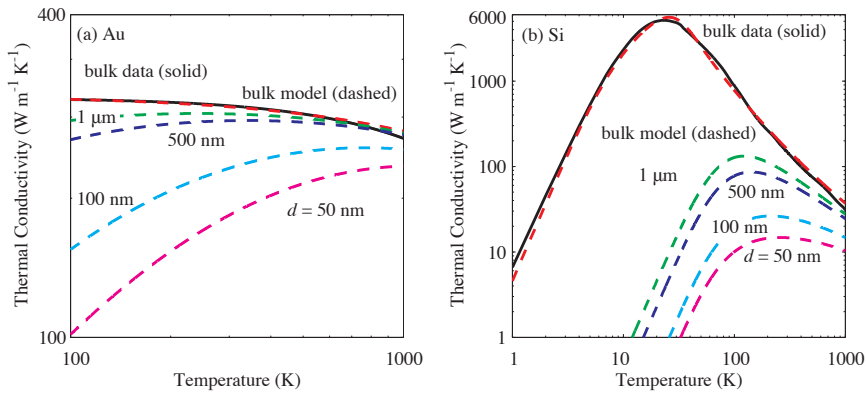 400
(a) Au
bulk data (solid)
bulk model (dashed)
1 μm
500 nm
100 nm
d = 50 nm
100
100
1000
Temperature (K)
Thermal Conductivity (W m⁻¹ K⁻¹)
6000
(b) Si
bulk data (solid)
1000
bulk model (dashed)
100
1 μm
500 nm
100 nm
10
d = 50 nm
1
1
10
100
1000
Temperature (K)
Thermal Conductivity (W m⁻¹ K⁻¹)